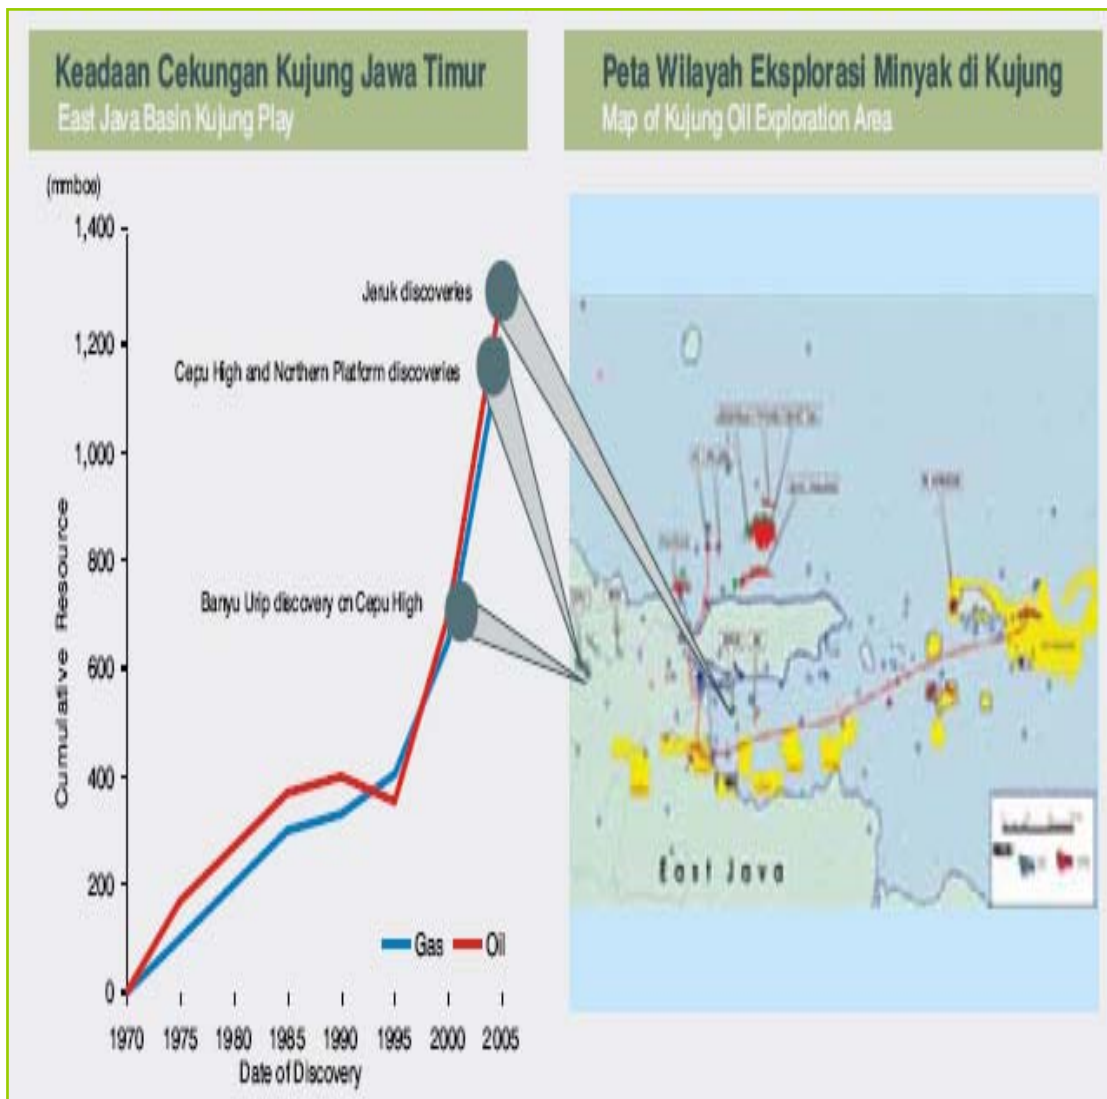 Keadaan Cekungan Kujung Jawa Timur
East Java Basin Kujung Play
(mmboe)
1,400
1,200
1,000
800
600
400
200
0
Cumulative Resource
Jeruk discoveries
Cepu High and Northern Platform discoveries
Banyu Urip discovery on Cepu High
Gas
Oil
1970 1975 1980 1985 1990 1995 2000 2005
Date of Discovery
Peta Wilayah Eksplorasi Minyak di Kujung
Map of Kujung Oil Exploration Area
East Java